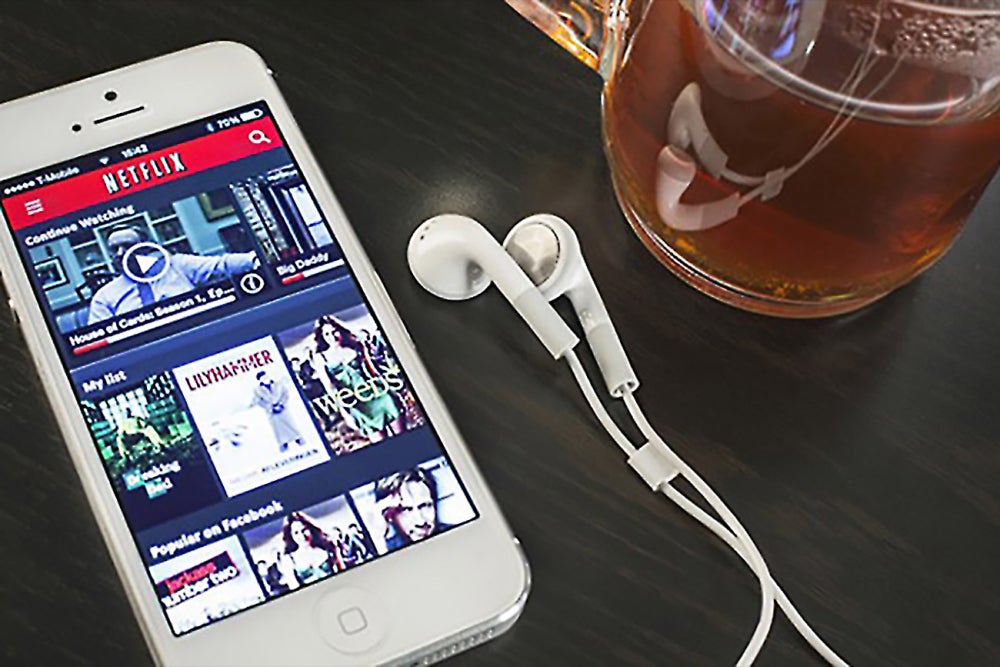 T-Mobile 15:42 70%
NETFLIX
Continue Watching
House of Cards: Season 1, Ep...
Big Daddy
My list
Breaking
Bad
LILYHAMMER
weeds
Popular on Facebook
jackass
number two